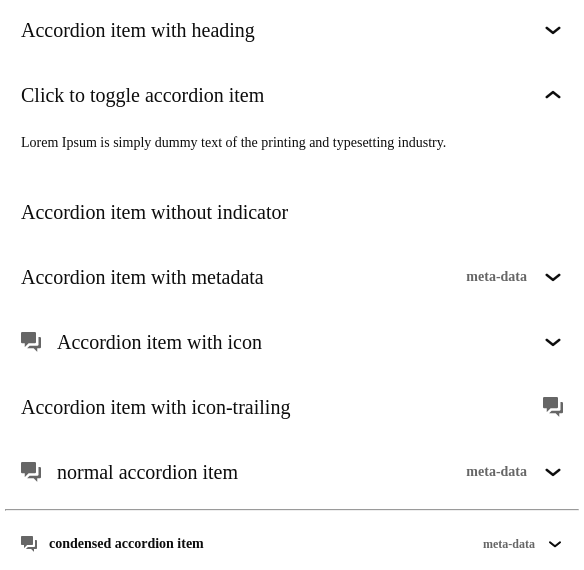 Accordion item with heading
Click to toggle accordion item
Lorem Ipsum is simply dummy text of the printing and typesetting industry.
Accordion item without indicator
Accordion item with metadata meta-data
Accordion item with icon
Accordion item with icon-trailing
normal accordion item meta-data
condensed accordion item meta-data